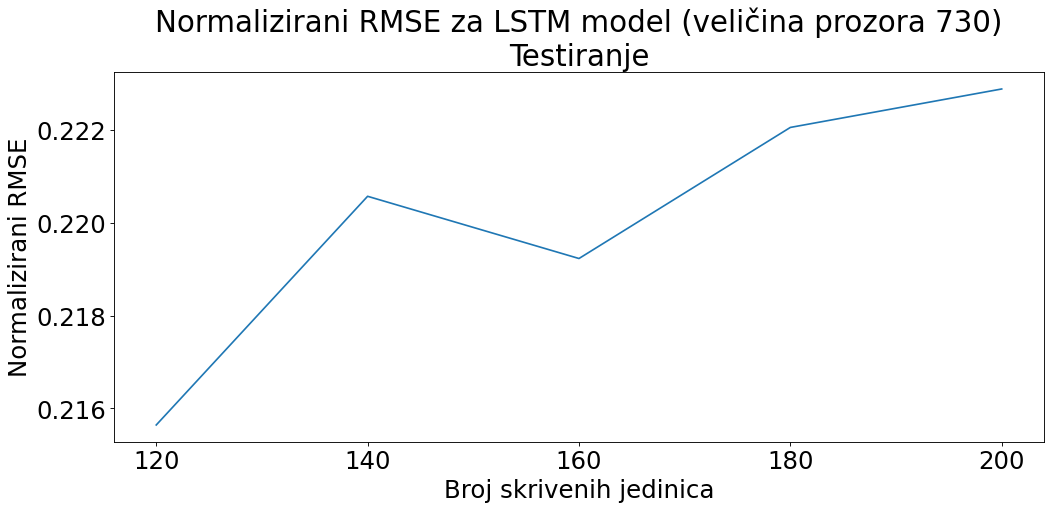 Normalizirani RMSE za LSTM model (veličina prozora 730)
Testiranje
Normalizirani RMSE
0.222
0.220
0.218
0.216
120 140 160 180 200
Broj skrivenih jedinica